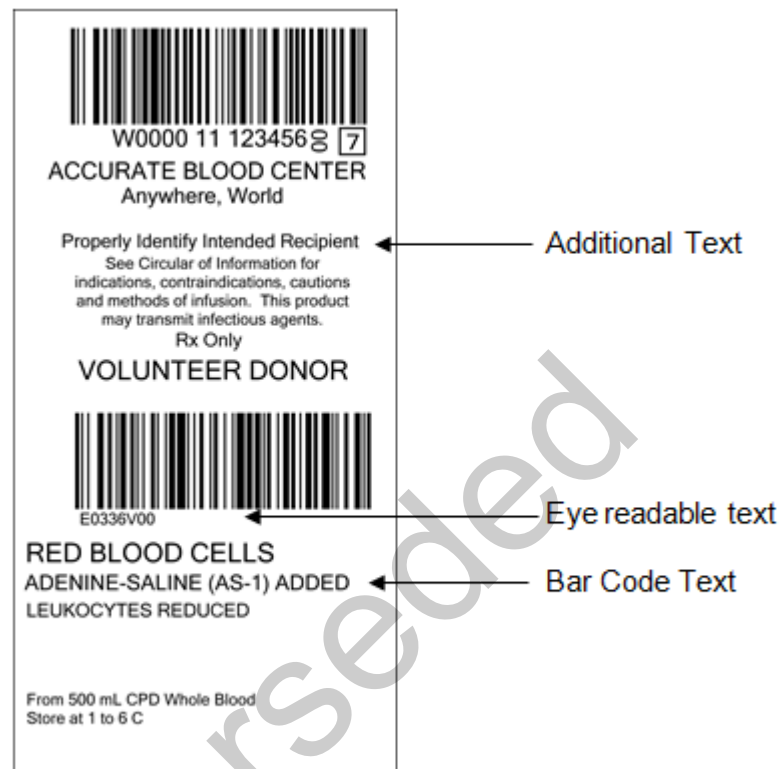 W0000 11 123456 00 7
ACCURATE BLOOD CENTER
Anywhere, World
Properly Identify Intended Recipient
Additional Text
See Circular of Information for
indications, contraindications, cautions
and methods of infusion. This product
may transmit infectious agents.
Rx Only
VOLUNTEER DONOR
E0336V00
Eye readable text
RED BLOOD CELLS
ADENINE-SALINE (AS-1) ADDED
Bar Code Text
LEUKOCYTES REDUCED
From 500 mL CPD Whole Blood
Store at 1 to 6 C
rseded